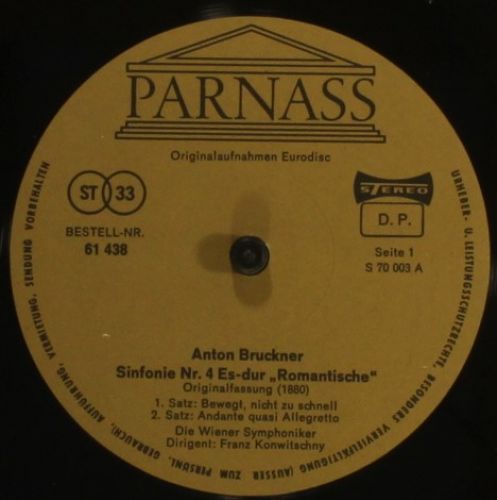 PARNASS
Originalaufnahmen Eurodisc
ST 33
BESTELL-NR.
61 438
STEREO
D. P.
Seite 1
S 70 003 A
Anton Bruckner
Sinfonie Nr. 4 Es-dur „Romantische“
Originalfassung (1880)
1. Satz: Bewegt, nicht zu schnell
2. Satz: Andante quasi Allegretto
Die Wiener Symphoniker
Dirigent: Franz Konwitschny
URHEBER- U. LEISTUNGSSCHUTZRECHTE, BESONDERS VERVIELFÄLTIGUNG (AUSSER ZUM PERSÖNL. GEBRAUCH), AUFFÜHRUNG, VERMIETUNG, SENDUNG VORBEHALTEN